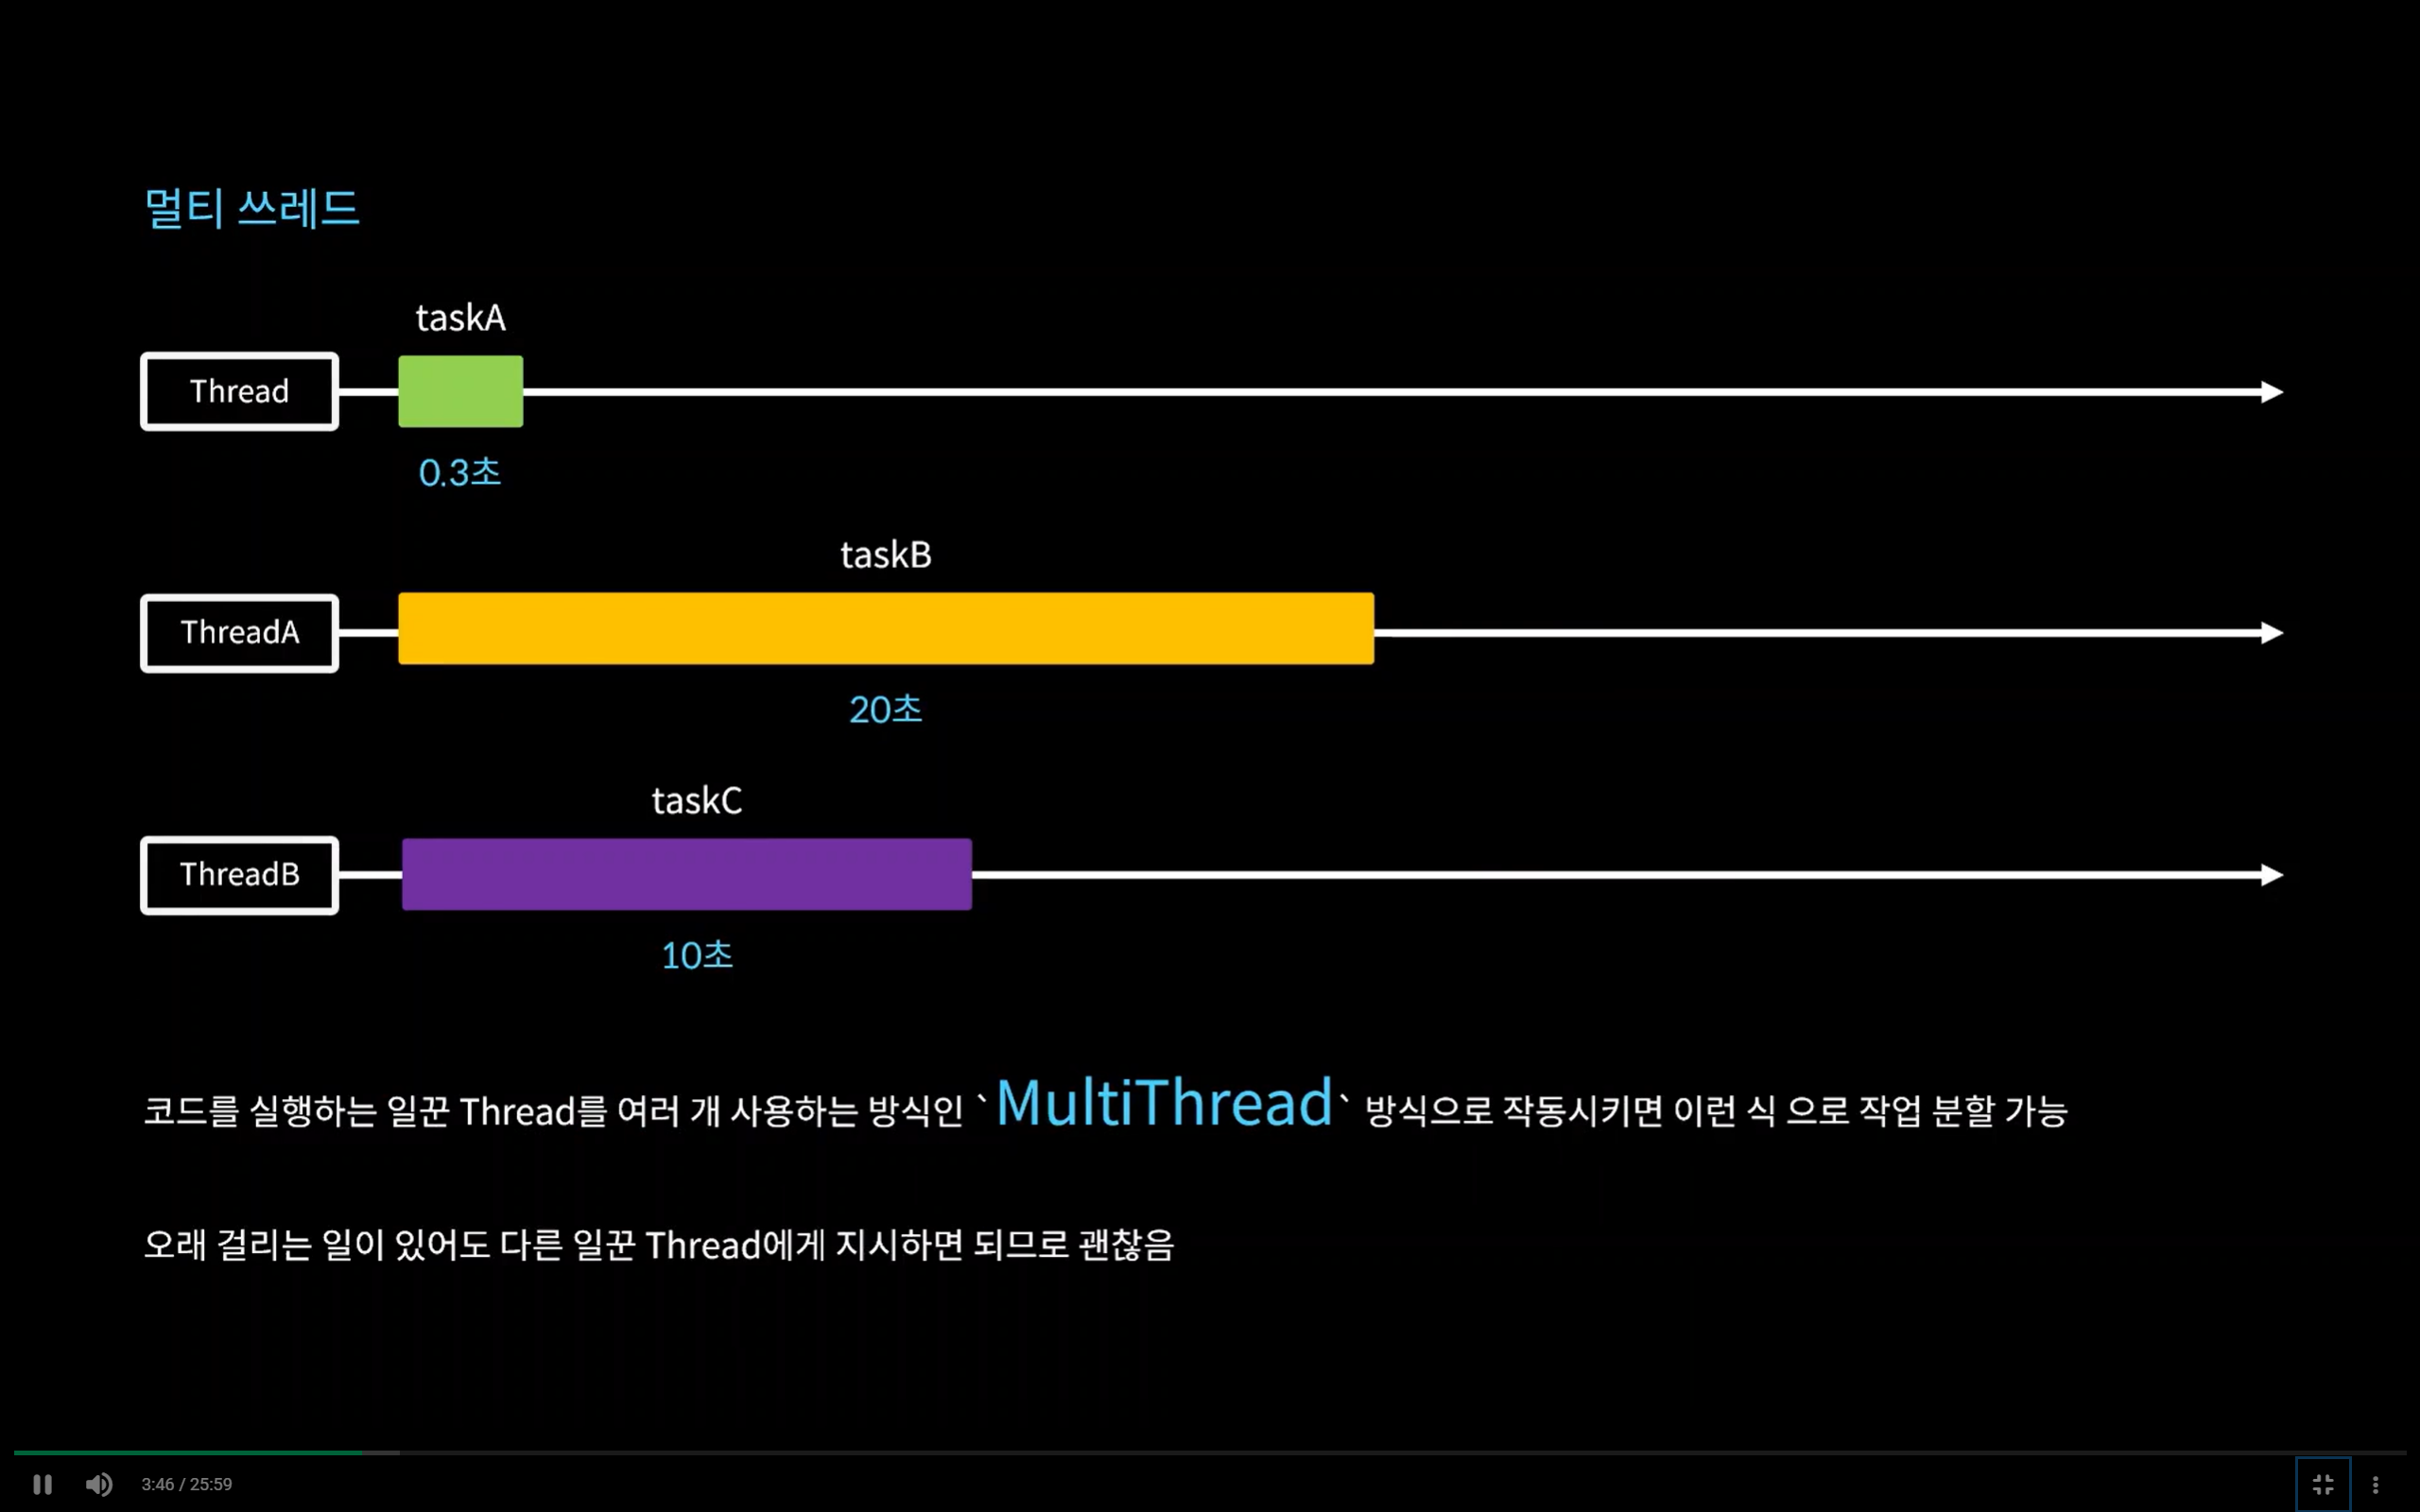 멀티 쓰레드
taskA
Thread
0.3초
taskB
ThreadA
20초
taskC
ThreadB
10초
코드를 실행하는 일꾼 Thread를 여러 개 사용하는 방식인 `MultiThread` 방식으로 작동시키면 이런 식 으로 작업 분할 가능
오래 걸리는 일이 있어도 다른 일꾼 Thread에게 지시하면 되므로 괜찮음
3:46 / 25:59